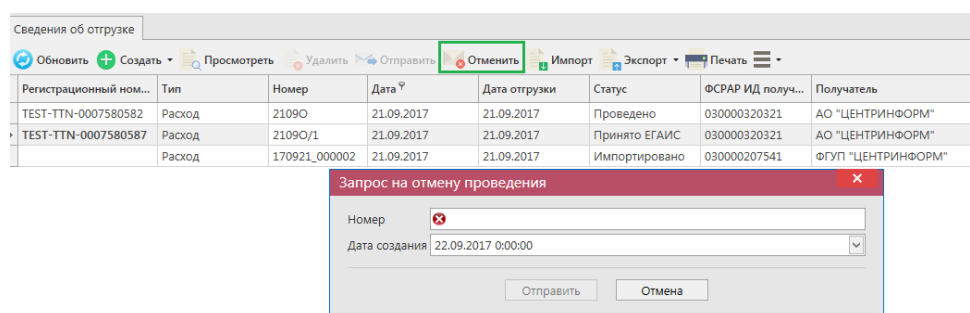 Сведения об отгрузке
Обновить Создать Просмотреть Удалить Отправить Отменить Импорт Экспорт Печать
Регистрационный ном... Тип Номер Дата Дата отгрузки Статус ФСРАР ИД получ... Получатель
TEST-TTN-0007580582 Расход 2109О 21.09.2017 21.09.2017 Проведено 030000320321 АО "ЦЕНТРИНФОРМ"
TEST-TTN-0007580587 Расход 2109О/1 21.09.2017 21.09.2017 Принято ЕГАИС 030000320321 АО "ЦЕНТРИНФОРМ"
Расход 170921_000002 21.09.2017 21.09.2017 Импортировано 030000207541 ФГУП "ЦЕНТРИНФОРМ"
Запрос на отмену проведения
Номер
Дата создания 22.09.2017 0:00:00
Отправить Отмена